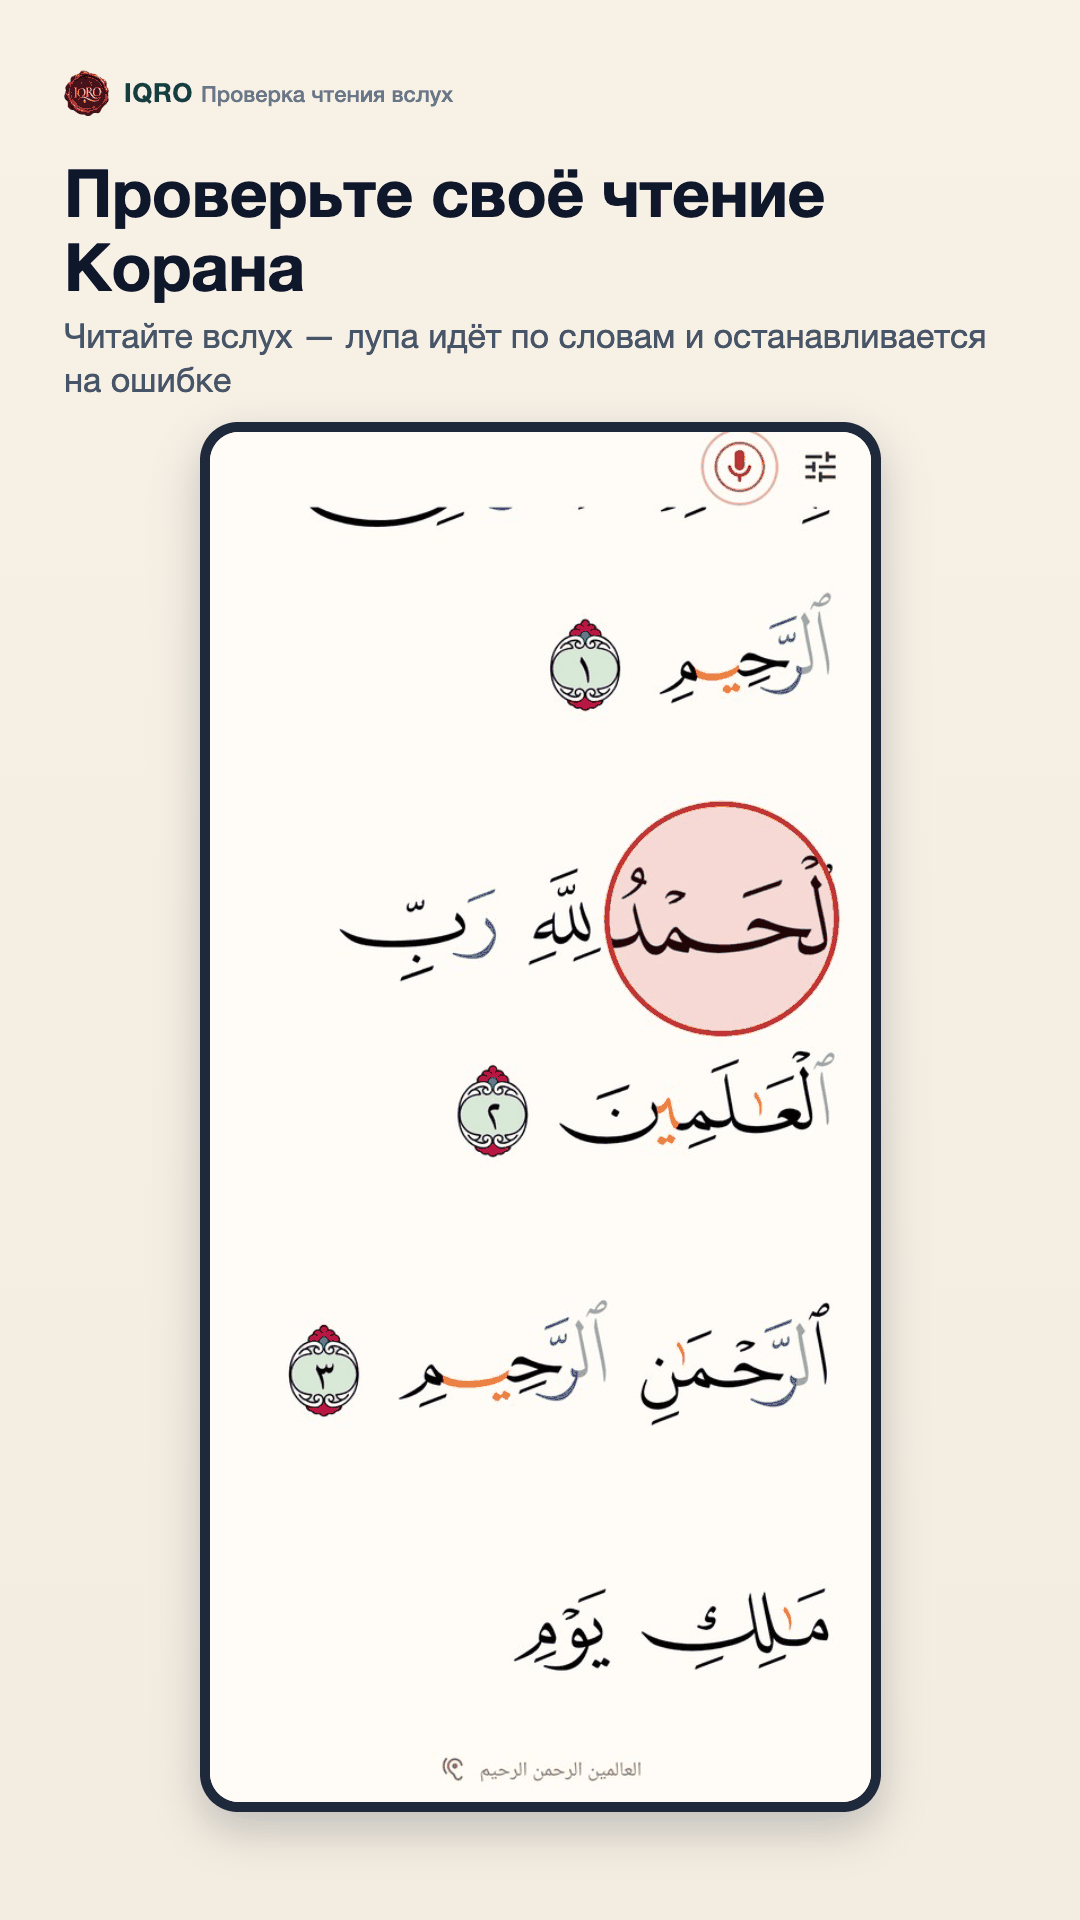 IQRO
IQRO Проверка чтения вслух
Проверьте своё чтение
Корана
Читайте вслух — лупа идёт по словам и останавливается
на ошибке
ٱلرَّحِيمِ ١
ٱلْحَمْدُ لِلَّهِ رَبِّ
ٱلْعَـٰلَمِينَ ٢
ٱلرَّحْمَـٰنِ ٱلرَّحِيمِ ٣
مَـٰلِكِ يَوْمِ
العالمين الرحمن الرحيم